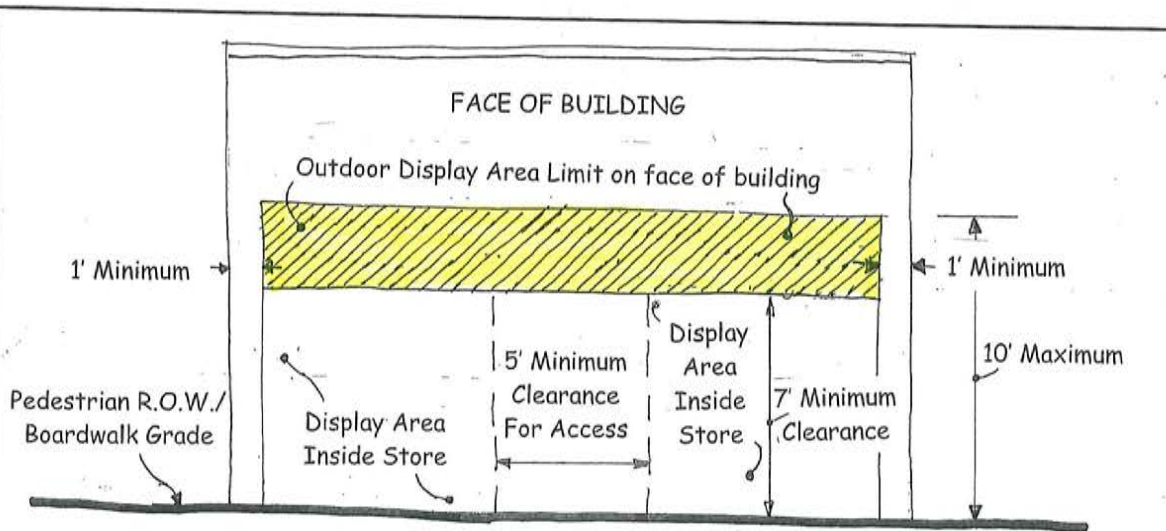 FACE OF BUILDING
Outdoor Display Area Limit on face of building
1' Minimum
1' Minimum
10' Maximum
Display
Area
Inside
Store
5' Minimum
Clearance
For Access
7' Minimum
Clearance
Pedestrian R.O.W./
Boardwalk Grade
Display Area
Inside Store